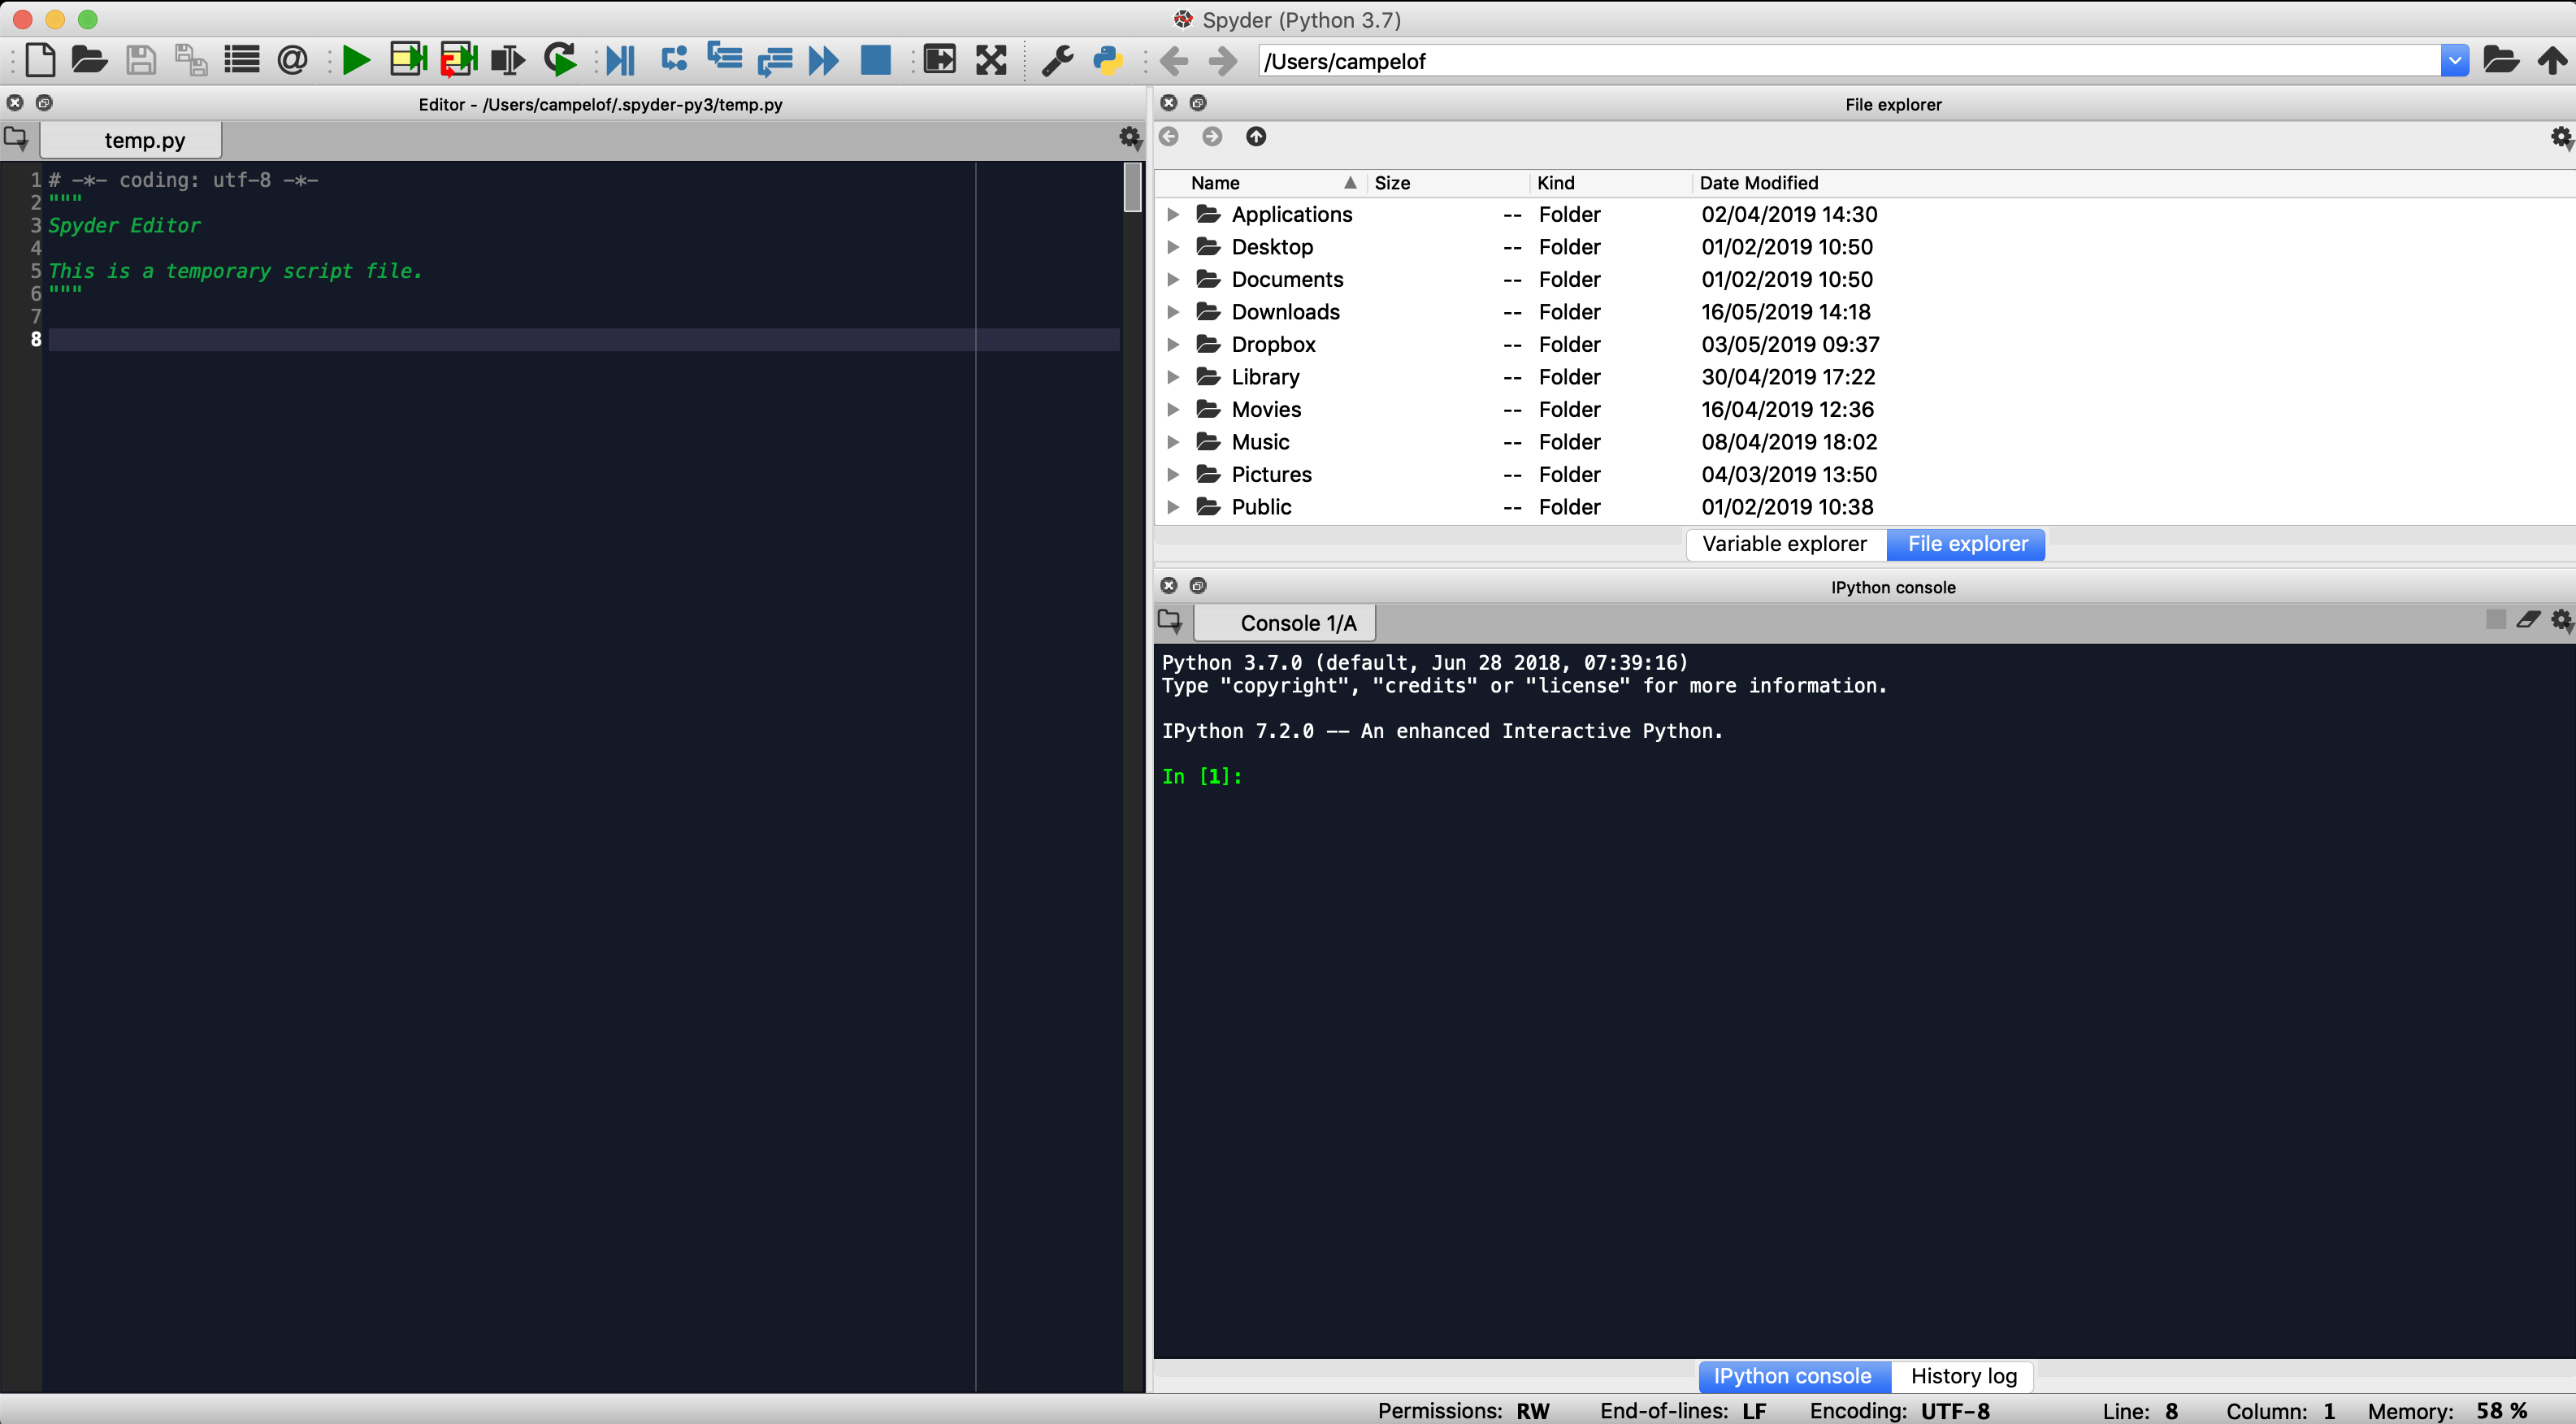 Spyder (Python 3.7)
/Users/campelof
Editor - /Users/campelof/.spyder-py3/temp.py
temp.py
1 # -*- coding: utf-8 -*-
2 """
3 Spyder Editor
4
5 This is a temporary script file.
6 """
7
8
File explorer
Name Size Kind Date Modified
Applications -- Folder 02/04/2019 14:30
Desktop -- Folder 01/02/2019 10:50
Documents -- Folder 01/02/2019 10:50
Downloads -- Folder 16/05/2019 14:18
Dropbox -- Folder 03/05/2019 09:37
Library -- Folder 30/04/2019 17:22
Movies -- Folder 16/04/2019 12:36
Music -- Folder 08/04/2019 18:02
Pictures -- Folder 04/03/2019 13:50
Public -- Folder 01/02/2019 10:38
Variable explorer File explorer
IPython console
Console 1/A
Python 3.7.0 (default, Jun 28 2018, 07:39:16)
Type "copyright", "credits" or "license" for more information.
IPython 7.2.0 -- An enhanced Interactive Python.
In [1]:
IPython console History log
Permissions: RW End-of-lines: LF Encoding: UTF-8 Line: 8 Column: 1 Memory: 58 %